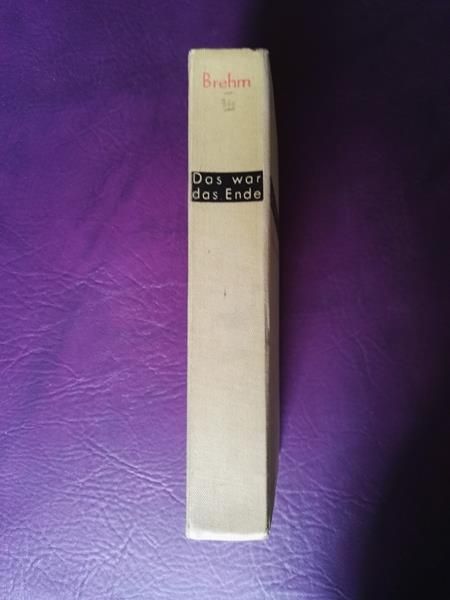 Brehm
Das war
das Ende